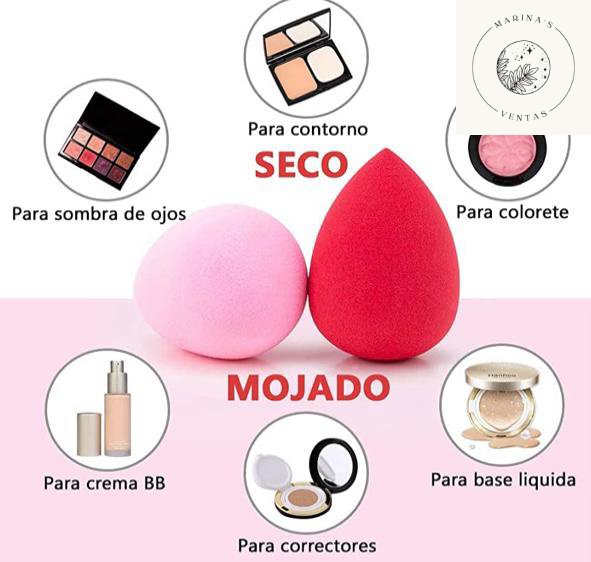 MARINA'S
VENTAS
Para contorno
SECO
Para sombra de ojos
Para colorete
MOJADO
Para crema BB
Para base liquida
Para correctores